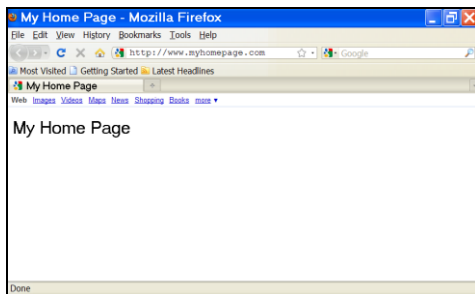 My Home Page - Mozilla Firefox
File Edit View History Bookmarks Tools Help
http://www.myhomepage.com Google
Most Visited Getting Started Latest Headlines
My Home Page
Web Images Videos Maps News Shopping Books more ▼
My Home Page
Done